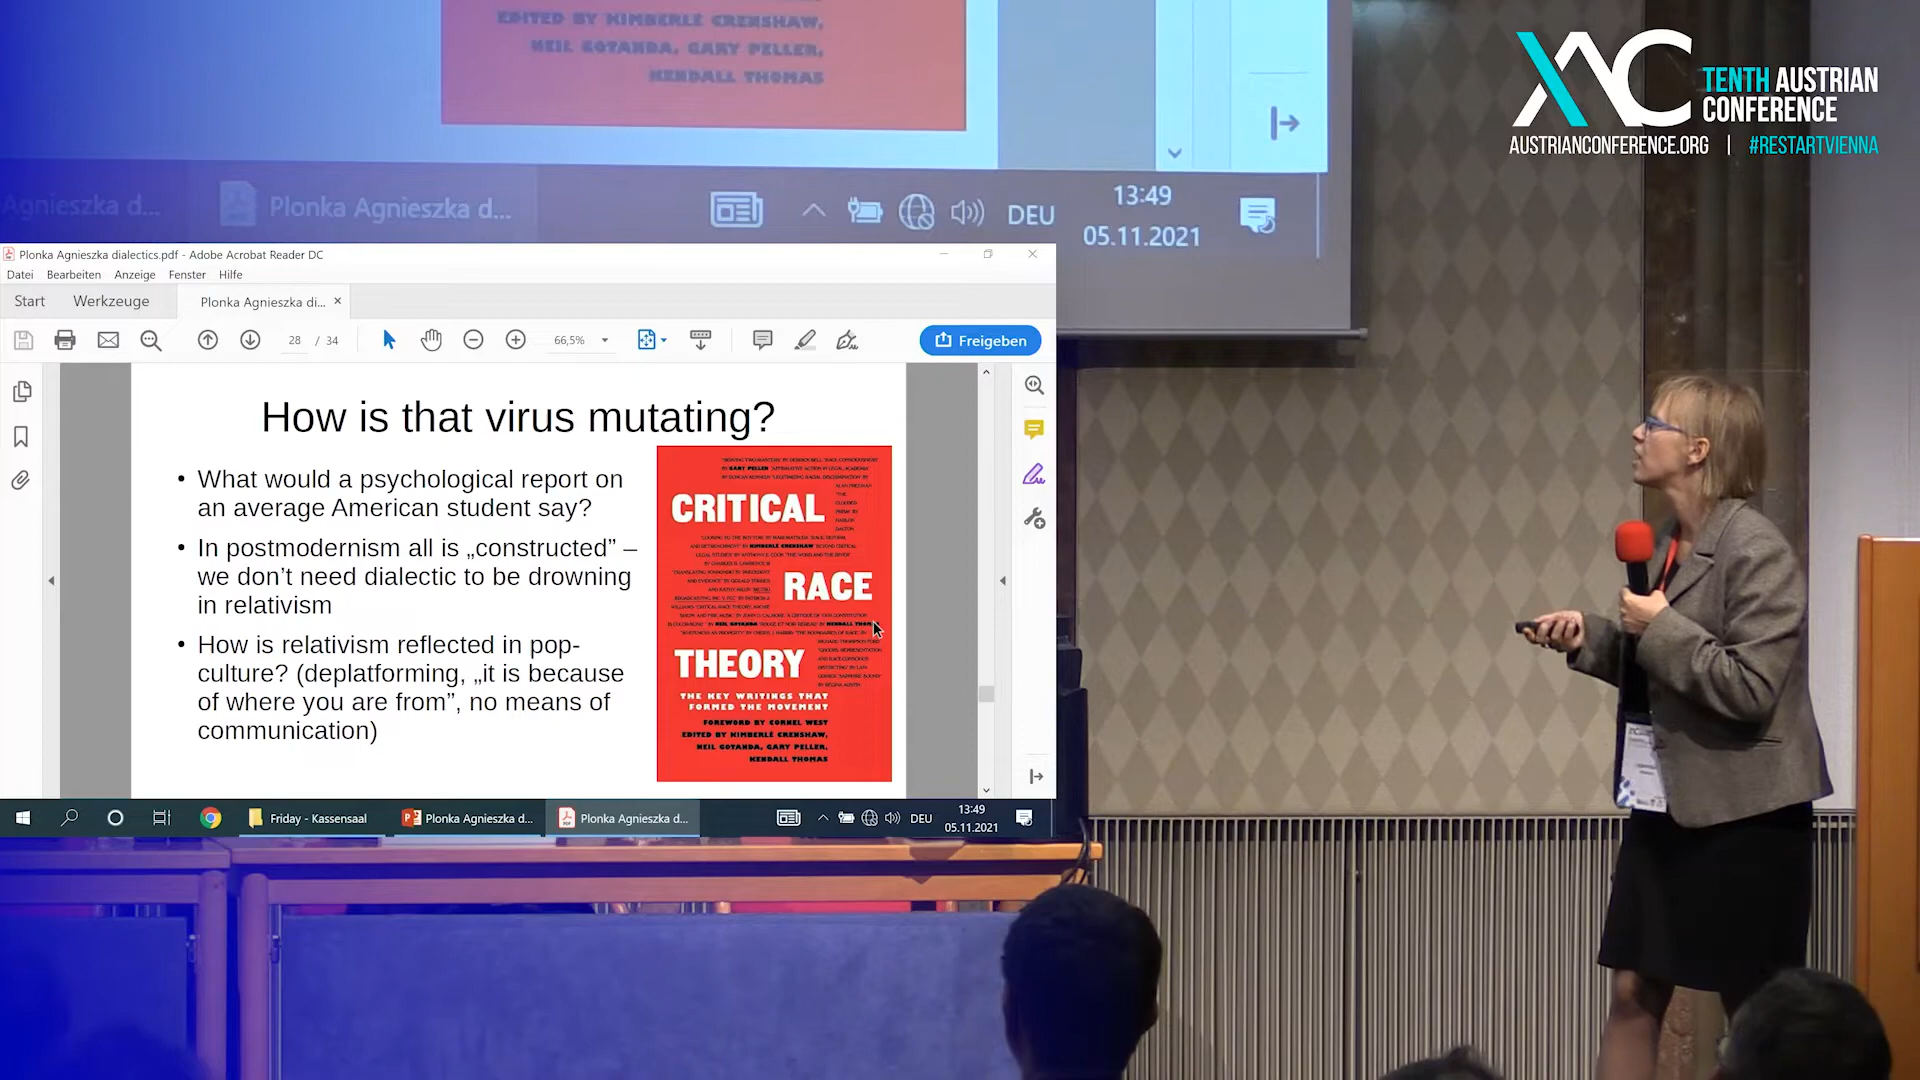 EDITED BY KIMBERLÉ CRENSHAW,
NEIL GOTANDA, GARY PELLER,
KENDALL THOMAS
Agnieszka d...
Plonka Agnieszka d...
DEU
13:49
05.11.2021
XAC
TENTH AUSTRIAN
CONFERENCE
AUSTRIANCONFERENCE.ORG | #RESTARTVIENNA
Plonka Agnieszka dialectics.pdf - Adobe Acrobat Reader DC
Datei Bearbeiten Anzeige Fenster Hilfe
Start Werkzeuge Plonka Agnieszka di... ×
28 / 34
66,5%
Freigeben
How is that virus mutating?
• What would a psychological report on
an average American student say?
• In postmodernism all is „constructed” –
we don’t need dialectic to be drowning
in relativism
• How is relativism reflected in pop-
culture? (deplatforming, „it is because
of where you are from”, no means of
communication)
CRITICAL
RACE
THEORY
THE KEY WRITINGS THAT
FORMED THE MOVEMENT
FOREWORD BY CORNEL WEST
EDITED BY KIMBERLÉ CRENSHAW,
NEIL GOTANDA, GARY PELLER,
KENDALL THOMAS
Friday - Kassensaal
Plonka Agnieszka d...
Plonka Agnieszka d...
DEU
13:49
05.11.2021